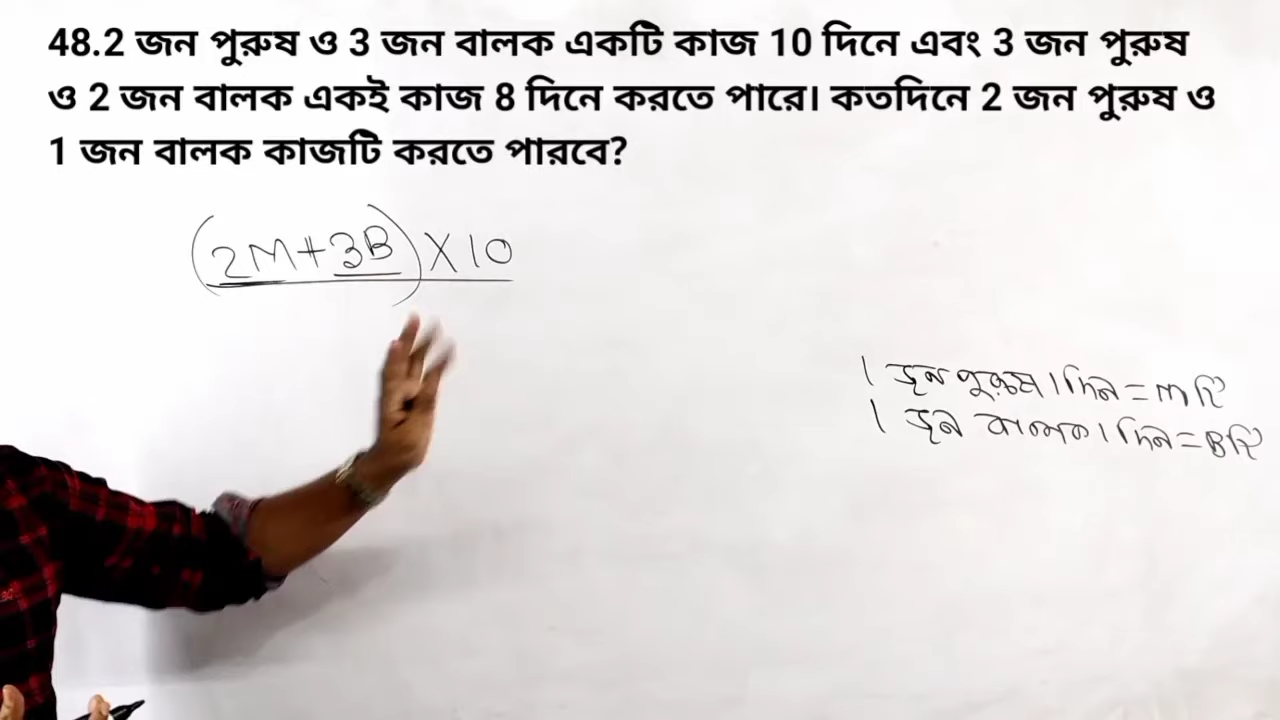 48.2 জন পুরুষ ও 3 জন বালক একটি কাজ 10 দিনে এবং 3 জন পুরুষ
ও 2 জন বালক একই কাজ 8 দিনে করতে পারে। কতদিনে 2 জন পুরুষ ও
1 জন বালক কাজটি করতে পারবে?
(2M+3B) X 10
1 জন পুরুষ 1 দিন = m টি
1 জন বালক 1 দিন = B টি